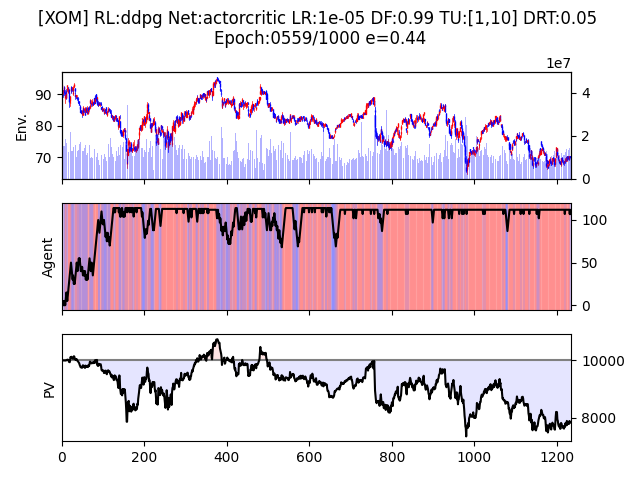 [XOM] RL:ddpg Net:actorcritic LR:1e-05 DF:0.99 TU:[1,10] DRT:0.05
Epoch:0559/1000 e=0.44
1e7
Env.
90
80
70
4
2
0
Agent
100
50
0
PV
10000
8000
0 200 400 600 800 1000 1200